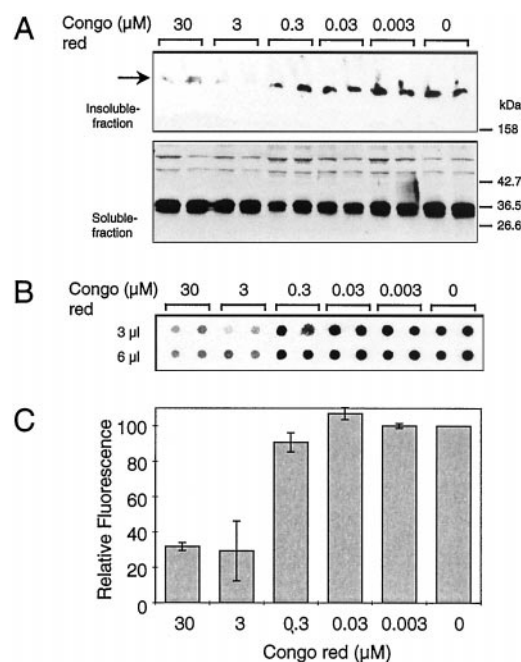 A
Congo (µM)
red
30 3 0.3 0.03 0.003 0
Insoluble-
fraction
kDa
158
Soluble-
fraction
42.7
36.5
26.6
B
Congo (µM)
red
30 3 0.3 0.03 0.003 0
3 µl
6 µl
C
Relative Fluorescence
100
80
60
40
20
0
30 3 0.3 0.03 0.003 0
Congo red (µM)